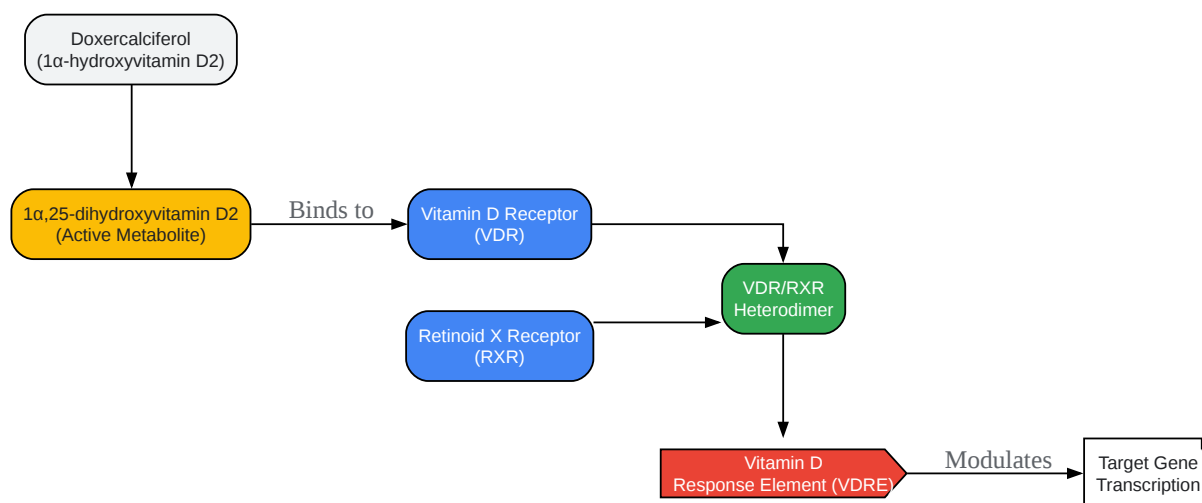 Doxercalciferol
(1α-hydroxyvitamin D2)
1α,25-dihydroxyvitamin D2
(Active Metabolite)
Binds to
Vitamin D Receptor
(VDR)
VDR/RXR
Heterodimer
Retinoid X Receptor
(RXR)
Vitamin D
Response Element (VDRE)
Modulates
Target Gene
Transcription